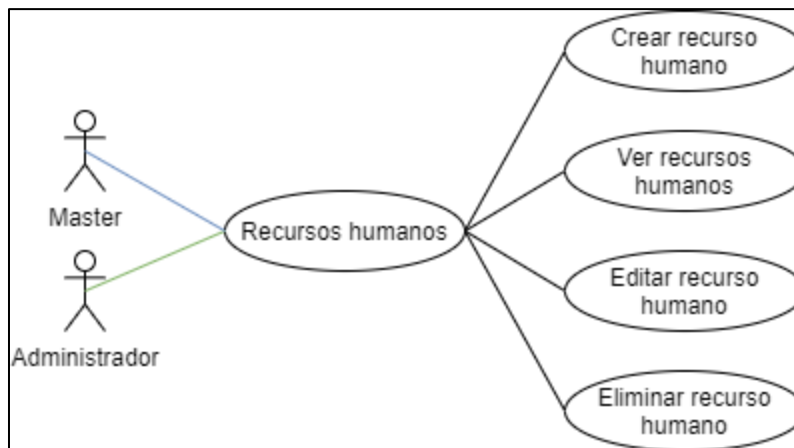 Crear recurso
humano
Ver recursos
humanos
Master
Recursos humanos
Editar recurso
humano
Administrador
Eliminar recurso
humano